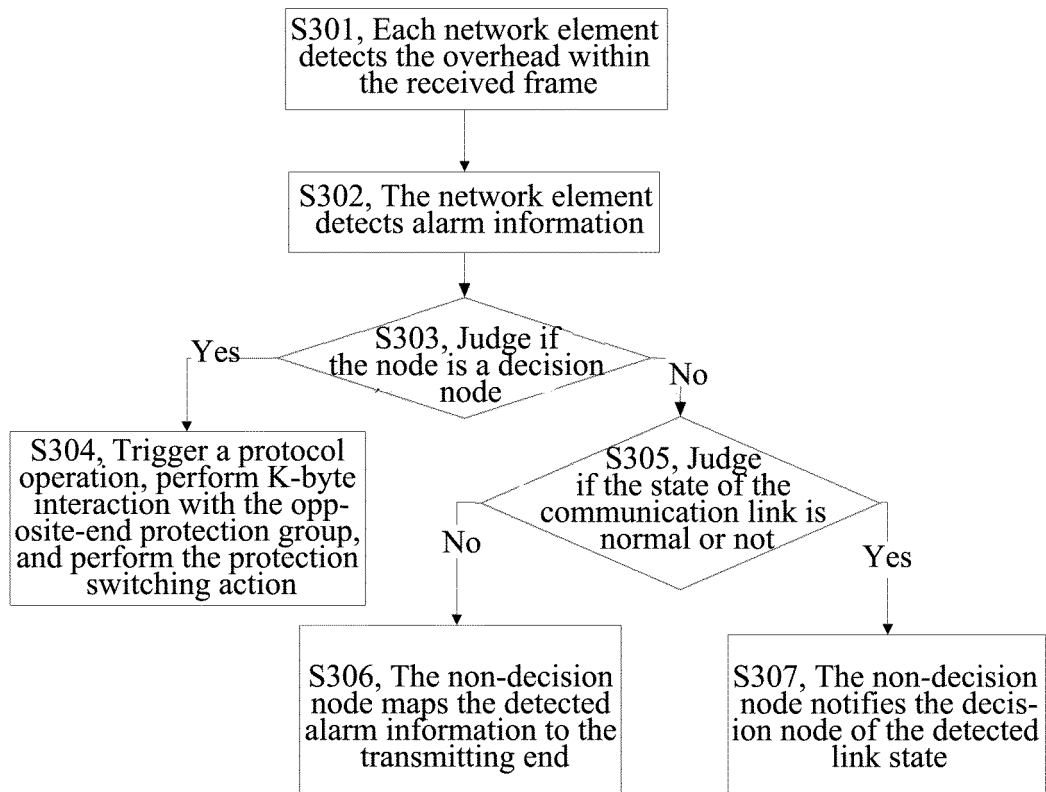 S301, Each network element
detects the overhead within
the received frame
S302, The network element
detects alarm information
S303, Judge if
the node is a decision
node
Yes
No
S304, Trigger a protocol
operation, perform K-byte
interaction with the opp-
osite-end protection group,
and perform the protection
switching action
S305, Judge
if the state of the
communication link is
normal or not
No
Yes
S306, The non-decision
node maps the detected
alarm information to the
transmitting end
S307, The non-decision
node notifies the decis-
ion node of the detected
link state